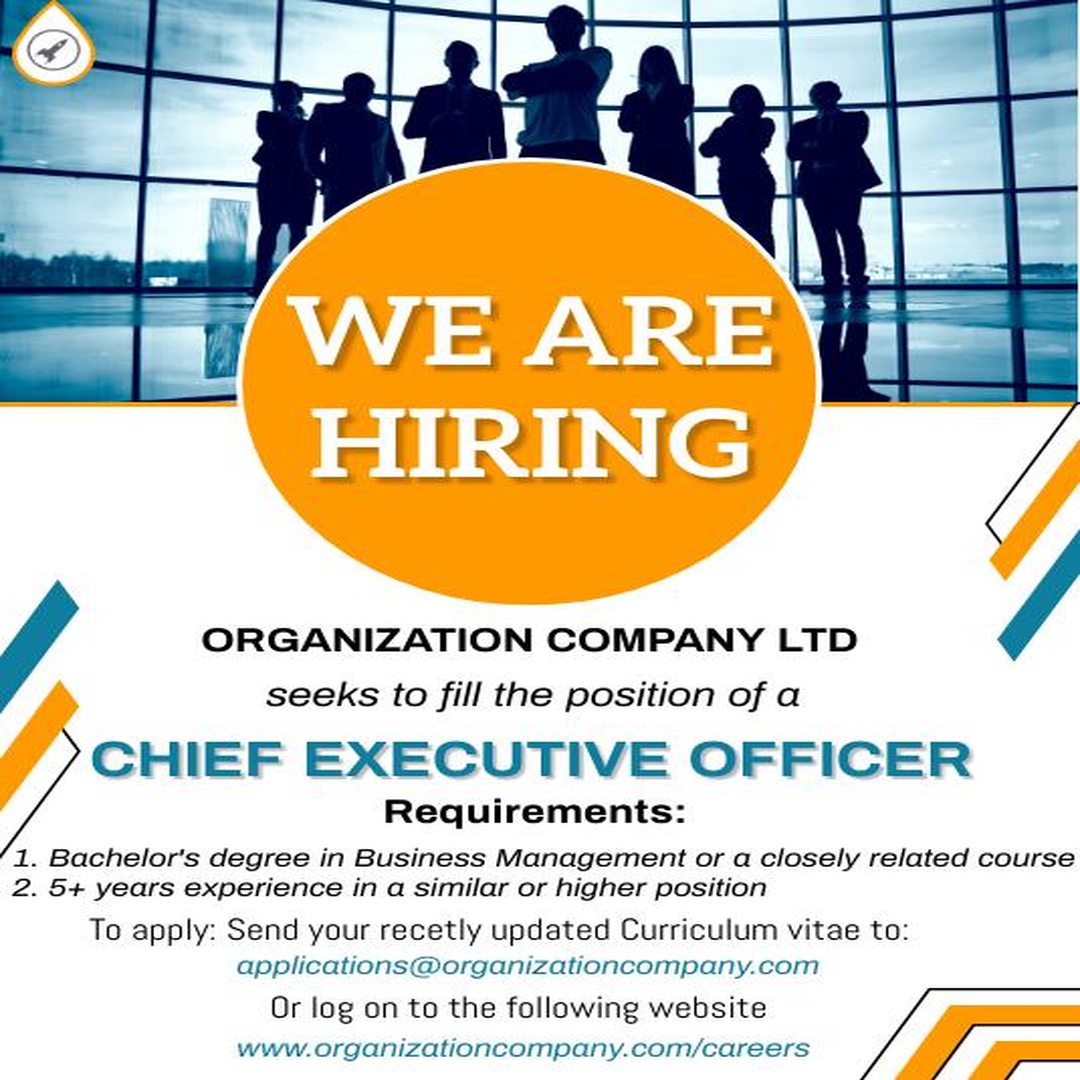 WE ARE
HIRING
ORGANIZATION COMPANY LTD
seeks to fill the position of a
CHIEF EXECUTIVE OFFICER
Requirements:
1. Bachelor's degree in Business Management or a closely related course
2. 5+ years experience in a similar or higher position
To apply: Send your recetly updated Curriculum vitae to:
applications@organizationcompany.com
Or log on to the following website
www.organizationcompany.com/careers